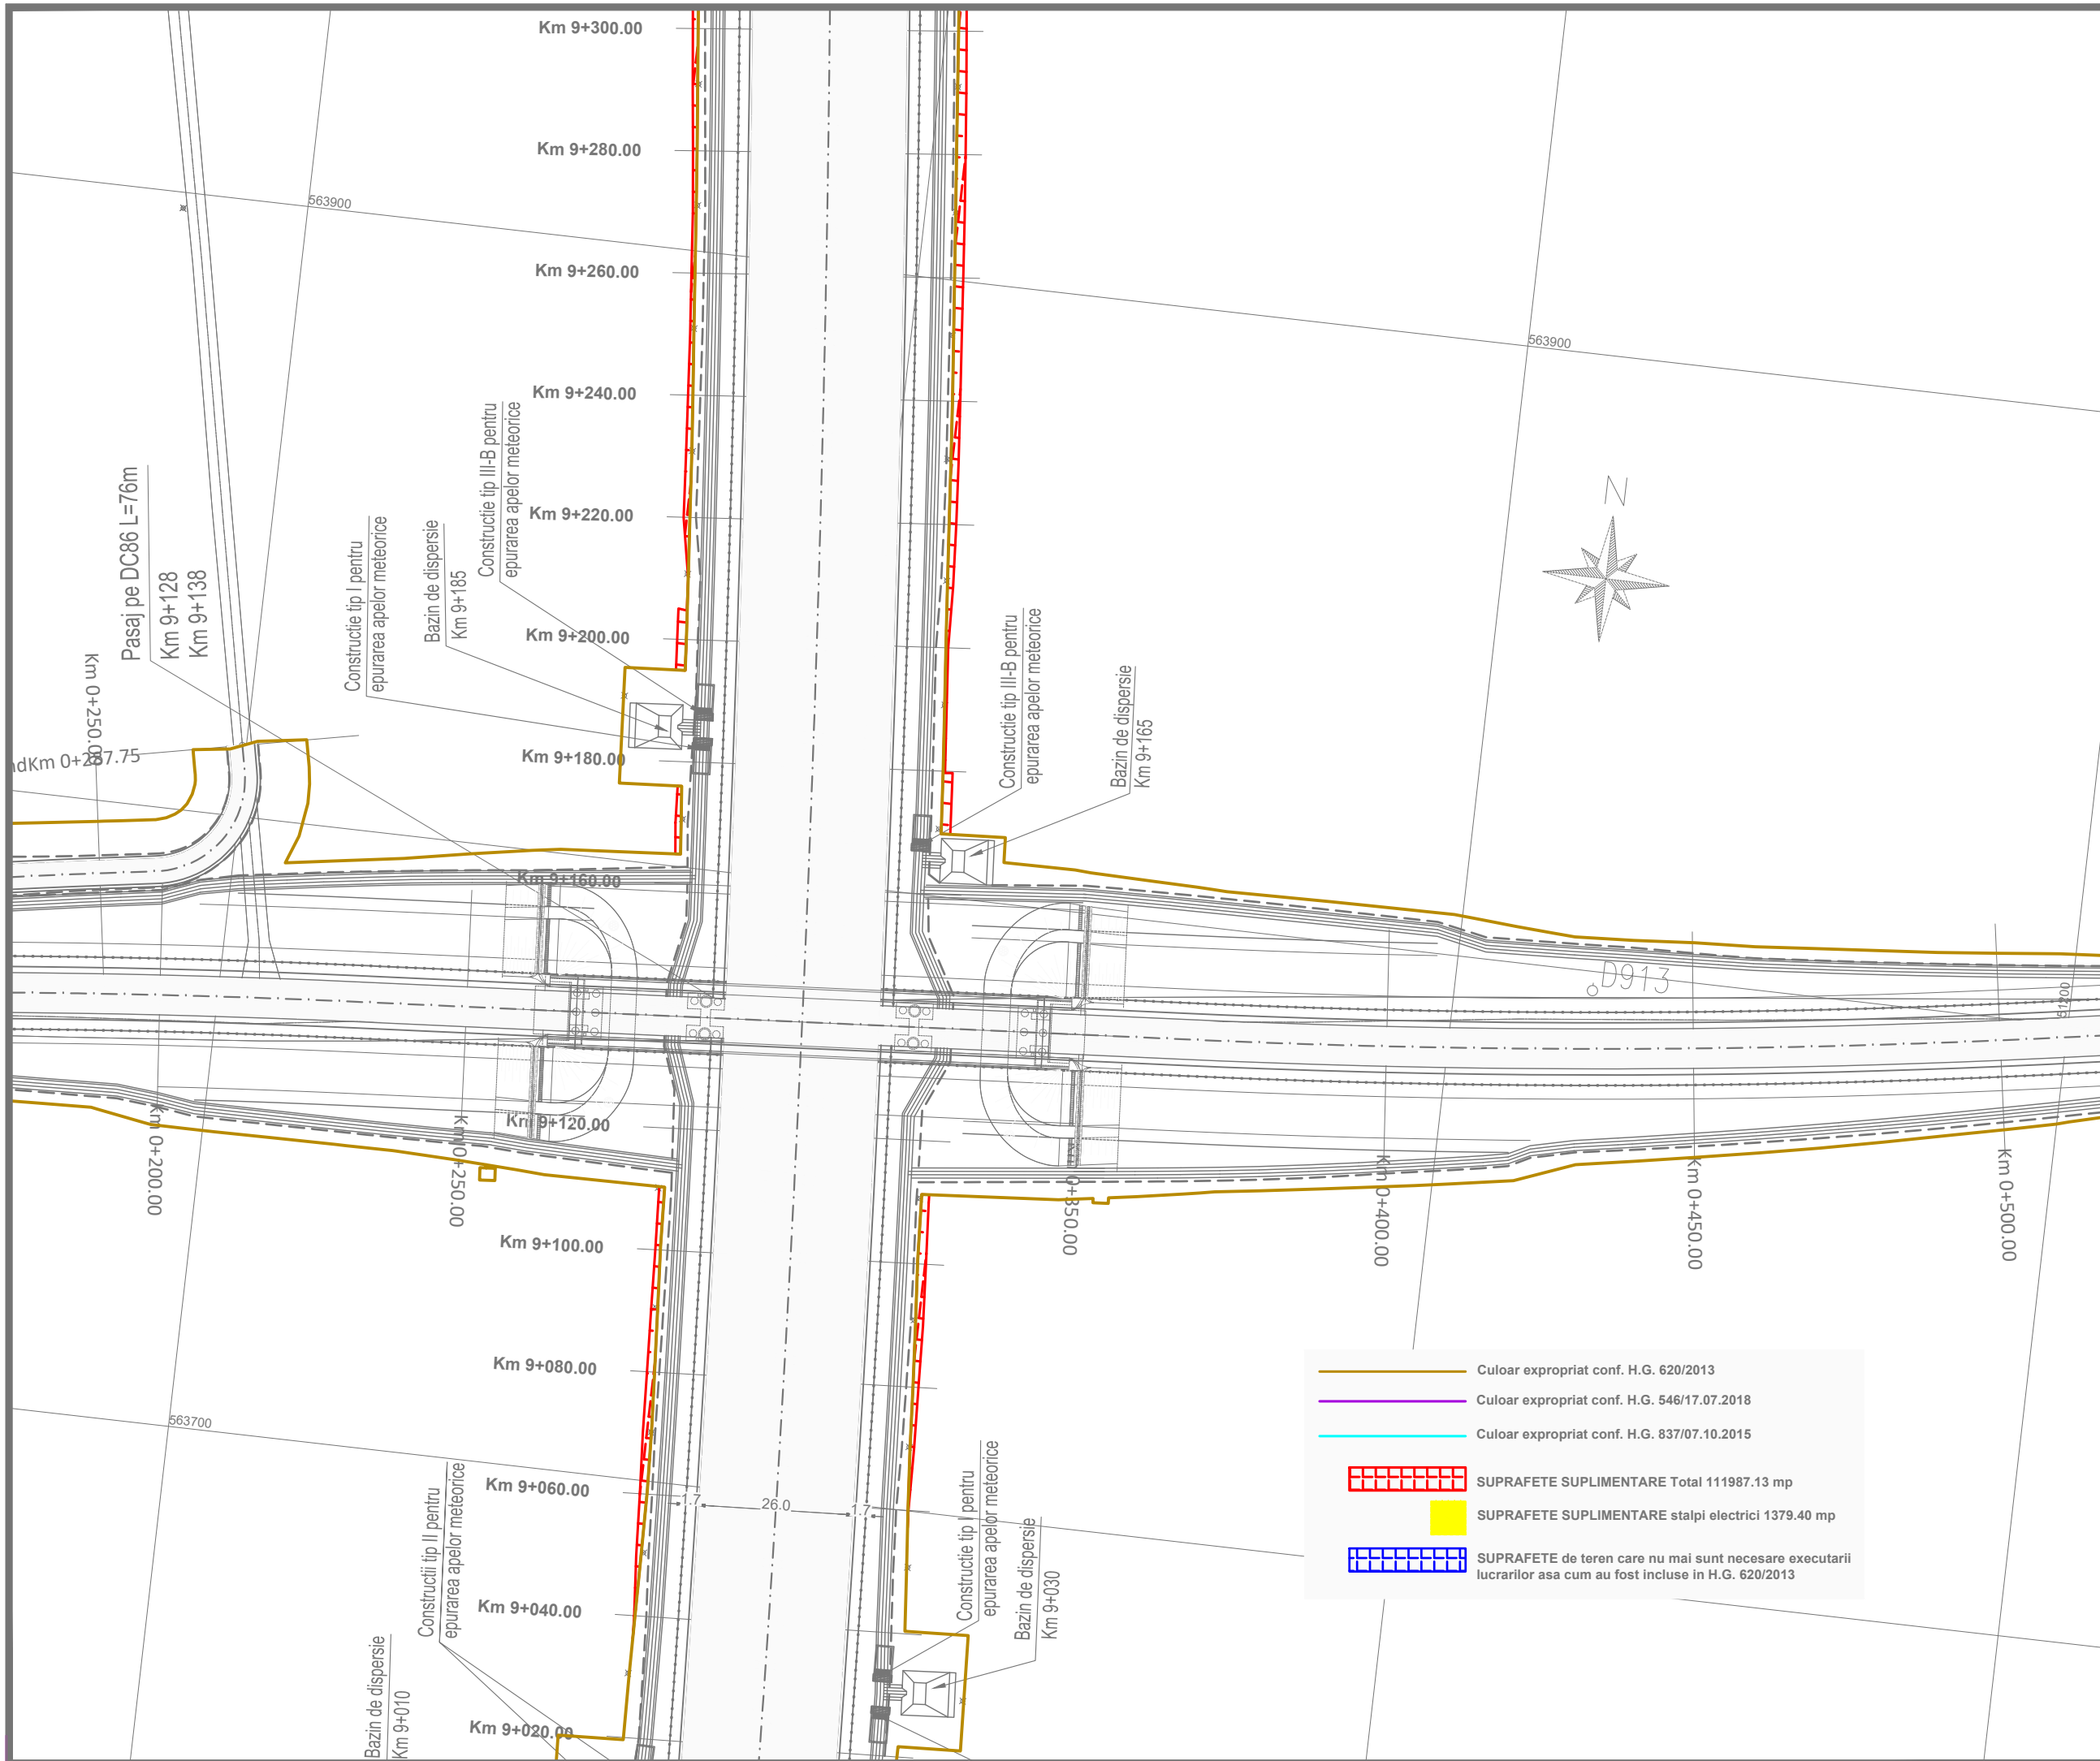 Km 9+300.00
Km 9+280.00
563900
Km 9+260.00
563900
Km 9+240.00
Km 9+220.00
Km 9+200.00
Km 9+180.00
Km 9+160.00
Km 9+120.00
Km 9+100.00
Km 9+080.00
Km 9+060.00
Km 9+040.00
Km 9+020.00
Pasaj pe DC86 L=76m
Km 9+128
Km 9+138
Constructie tip I pentru
epurarea apelor meteorice
Bazin de dispersie
Km 9+185
Constructie tip III-B pentru
epurarea apelor meteorice
Constructie tip III-B pentru
epurarea apelor meteorice
Bazin de dispersie
Km 9+165
N
Km 0+250.00
Km 0+287.75
D913
51200
Km 0+200.00
Km 0+250.00
0+350.00
Km 0+400.00
Km 0+450.00
Km 0+500.00
563700
1.7
26.0
1.7
Constructii tip II pentru
epurarea apelor meteorice
Bazin de dispersie
Km 9+010
Constructie tip I pentru
epurarea apelor meteorice
Bazin de dispersie
Km 9+030
Culoar expropriat conf. H.G. 620/2013
Culoar expropriat conf. H.G. 546/17.07.2018
Culoar expropriat conf. H.G. 837/07.10.2015
SUPRAFETE SUPLIMENTARE Total 111987.13 mp
SUPRAFETE SUPLIMENTARE stalpi electrici 1379.40 mp
SUPRAFETE de teren care nu mai sunt necesare executarii
lucrarilor asa cum au fost incluse in H.G. 620/2013